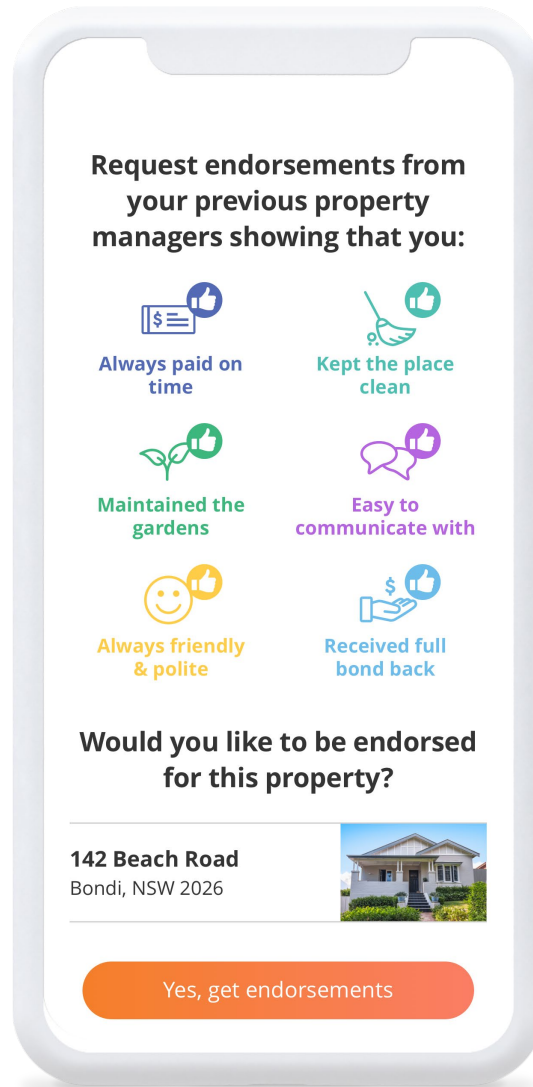 Request endorsements from
your previous property
managers showing that you:
$
Always paid on
time
Kept the place
clean
Maintained the
gardens
Easy to
communicate with
Always friendly
& polite
$
Received full
bond back
Would you like to be endorsed
for this property?
142 Beach Road
Bondi, NSW 2026
Yes, get endorsements